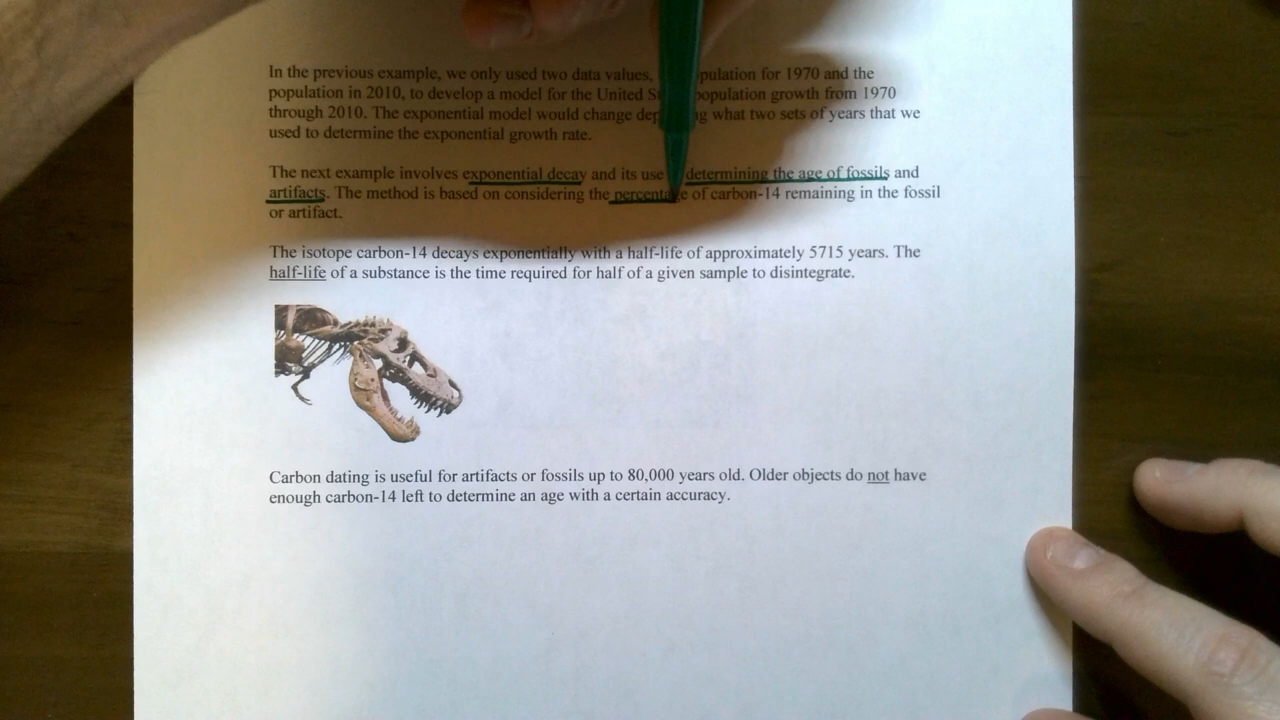 In the previous example, we only used two data values, pulation for 1970 and the
population in 2010, to develop a model for the United St population growth from 1970
through 2010. The exponential model would change dep g what two sets of years that we
used to determine the exponential growth rate.
The next example involves exponential decay and its use determining the age of fossils and
artifacts. The method is based on considering the percentage of carbon-14 remaining in the fossil
or artifact.
The isotope carbon-14 decays exponentially with a half-life of approximately 5715 years. The
half-life of a substance is the time required for half of a given sample to disintegrate.
Carbon dating is useful for artifacts or fossils up to 80,000 years old. Older objects do not have
enough carbon-14 left to determine an age with a certain accuracy.